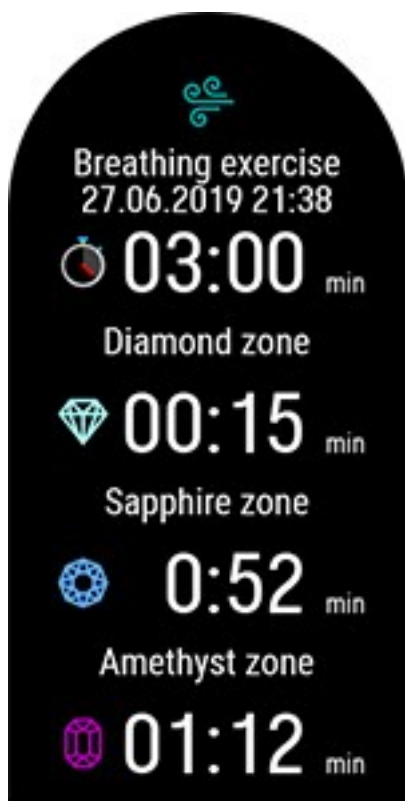 Breathing exercise
27.06.2019 21:38
03:00 min
Diamond zone
00:15 min
Sapphire zone
0:52 min
Amethyst zone
01:12 min